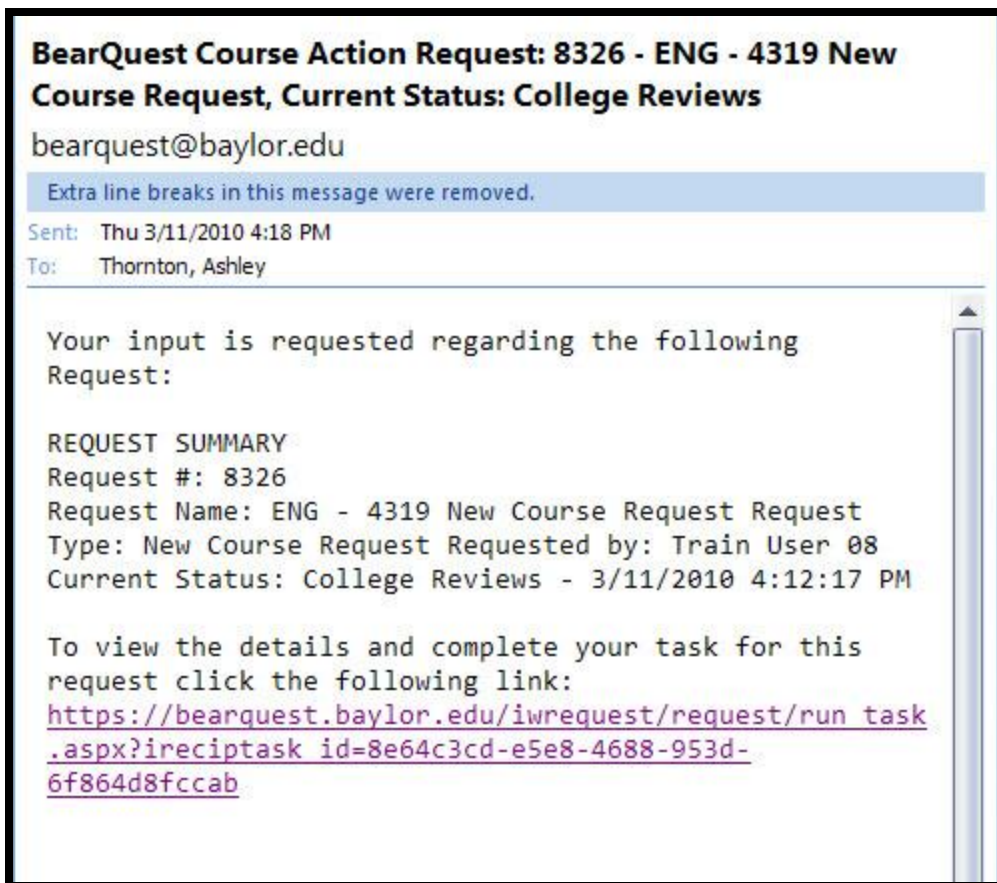 BearQuest Course Action Request: 8326 - ENG - 4319 New
Course Request, Current Status: College Reviews
bearquest@baylor.edu
Extra line breaks in this message were removed.
Sent: Thu 3/11/2010 4:18 PM
To: Thornton, Ashley
Your input is requested regarding the following
Request:
REQUEST SUMMARY
Request #: 8326
Request Name: ENG - 4319 New Course Request Request
Type: New Course Request Requested by: Train User 08
Current Status: College Reviews - 3/11/2010 4:12:17 PM
To view the details and complete your task for this
request click the following link:
https://bearquest.baylor.edu/iwrequest/request/run_task
.aspx?ireciptask_id=8e64c3cd-e5e8-4688-953d-
6f864d8fccab